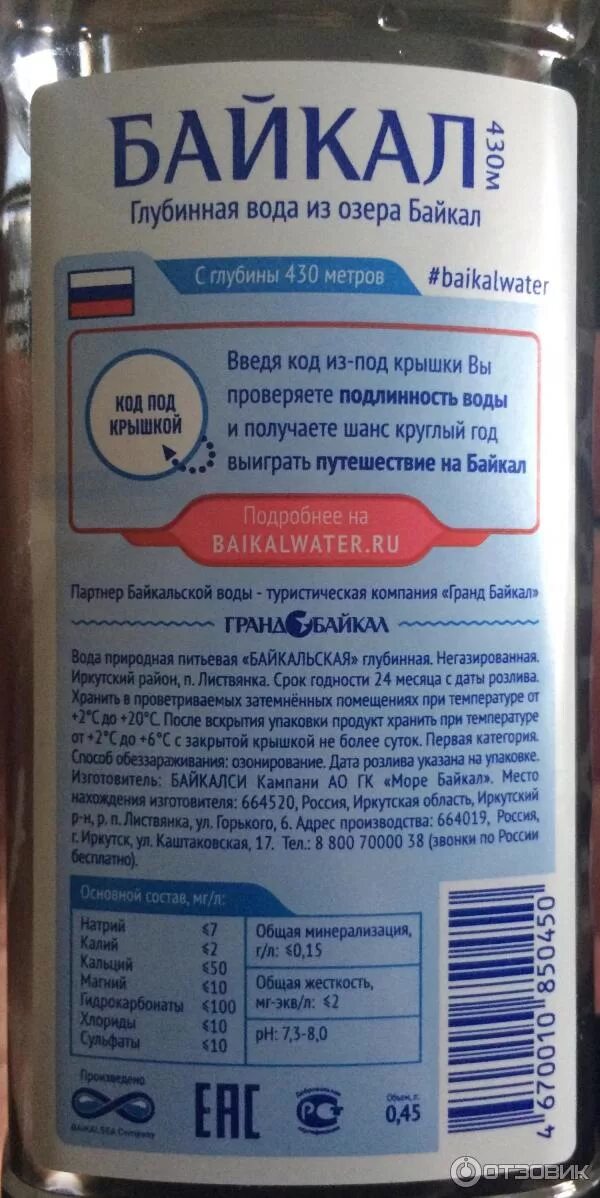 БАЙКАЛ
430м
Глубинная вода из озера Байкал
С глубины 430 метров
#baikalwater
КОД ПОД
КРЫШКОЙ
Введя код из-под крышки Вы
проверяете подлинность воды
и получаете шанс круглый год
выиграть путешествие на Байкал
Подробнее на
BAIKALWATER.RU
Партнер Байкальской воды - туристическая компания «Гранд Байкал»
ГРАНД БАЙКАЛ
Вода природная питьевая «БАЙКАЛЬСКАЯ» глубинная. Негазированная.
Иркутский район, п. Листвянка. Срок годности 24 месяца с даты розлива.
Хранить в проветриваемых затемнённых помещениях при температуре от
+2°C до +20°C. После вскрытия упаковки продукт хранить при температуре
от +2°C до +6°C с закрытой крышкой не более суток. Первая категория.
Способ обеззараживания: озонирование. Дата розлива указана на упаковке.
Изготовитель: БАЙКАЛСИ Кампани АО ГК «Море Байкал». Место
нахождения изготовителя: 664520, Россия, Иркутская область, Иркутский
р-н, р. п. Листвянка, ул. Горького, 6. Адрес производства: 664019, Россия,
г. Иркутск, ул. Каштаковская, 17. Тел.: 8 800 70000 38 (звонки по России
бесплатно).
Основной состав, мг/л:
Натрий ≤7
Калий ≤2
Кальций ≤50
Магний ≤10
Гидрокарбонаты ≤100
Хлориды ≤10
Сульфаты ≤10
Общая минерализация,
г/л: ≤0,15
Общая жесткость,
мг-экв/л: ≤2
pH: 7,3-8,0
Произведено
BAIKALSEA Company
ЕАС
Добровольная
сертификация
Объем, л.
0,45
4 670010 850450
ОТЗОВИК